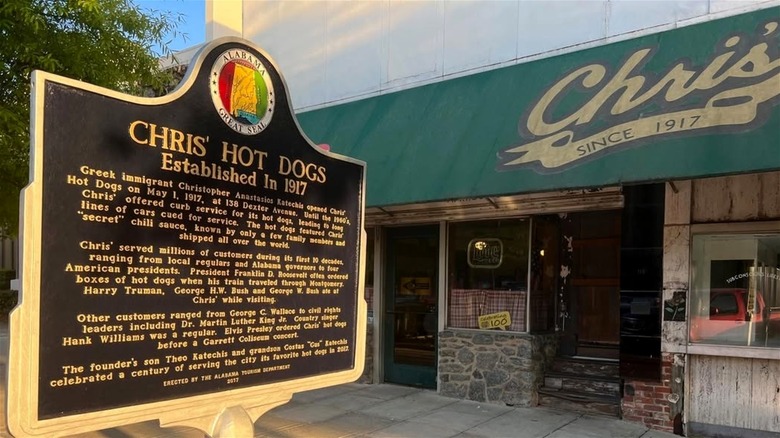 ALABAMA
GREAT SEAL
CHRIS' HOT DOGS
Established In 1917
Greek immigrant Christopher Anastasios Katechis opened Chris'
Hot Dogs on May 1, 1917, at 138 Dexter Avenue. Until the 1960's
Chris' offered curb service for its hot dogs, leading to long
lines of cars cued for service. The hot dogs featured Chris'
"secret" chili sauce, known by only a few family members and
shipped all over the world.
Chris' served millions of customers during its first 10 decades,
ranging from local regulars and Alabama governors to four
American presidents. President Franklin D. Roosevelt often ordered
boxes of hot dogs when his train traveled through Montgomery.
Harry Truman, George H.W. Bush and George W. Bush ate at
Chris' while visiting.
Other customers ranged from George C. Wallace to civil rights
leaders including Dr. Martin Luther King Jr. Country singer
Hank Williams was a regular. Elvis Presley ordered Chris' hot dogs
before a Garrett Coliseum concert.
The founder's son Theo Katechis and grandson Costas "Gus" Katechis
celebrated a century of serving the city its favorite hot dogs in 2017.
ERECTED BY THE ALABAMA TOURISM DEPARTMENT
2017
Chris'
SINCE 1917
100